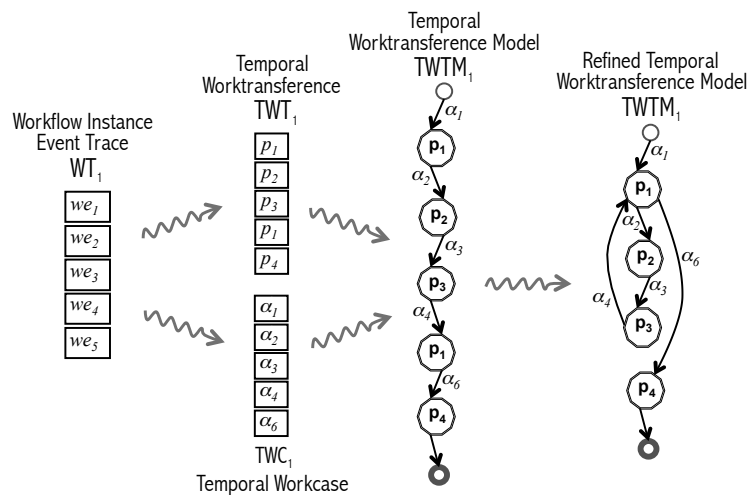 Workflow Instance
Event Trace
WT₁
we₁
we₂
we₃
we₄
we₅
Temporal
Worktransference
TWT₁
p₁
p₂
p₃
p₁
p₄
α₁
α₂
α₃
α₄
α₆
TWC₁
Temporal Workcase
Temporal
Worktransference Model
TWTM₁
α₁
p₁
α₂
p₂
α₃
p₃
α₄
p₁
α₆
p₄
Refined Temporal
Worktransference Model
TWTM₁
α₁
p₁
α₂
p₂
α₆
α₃
α₄
p₃
p₄